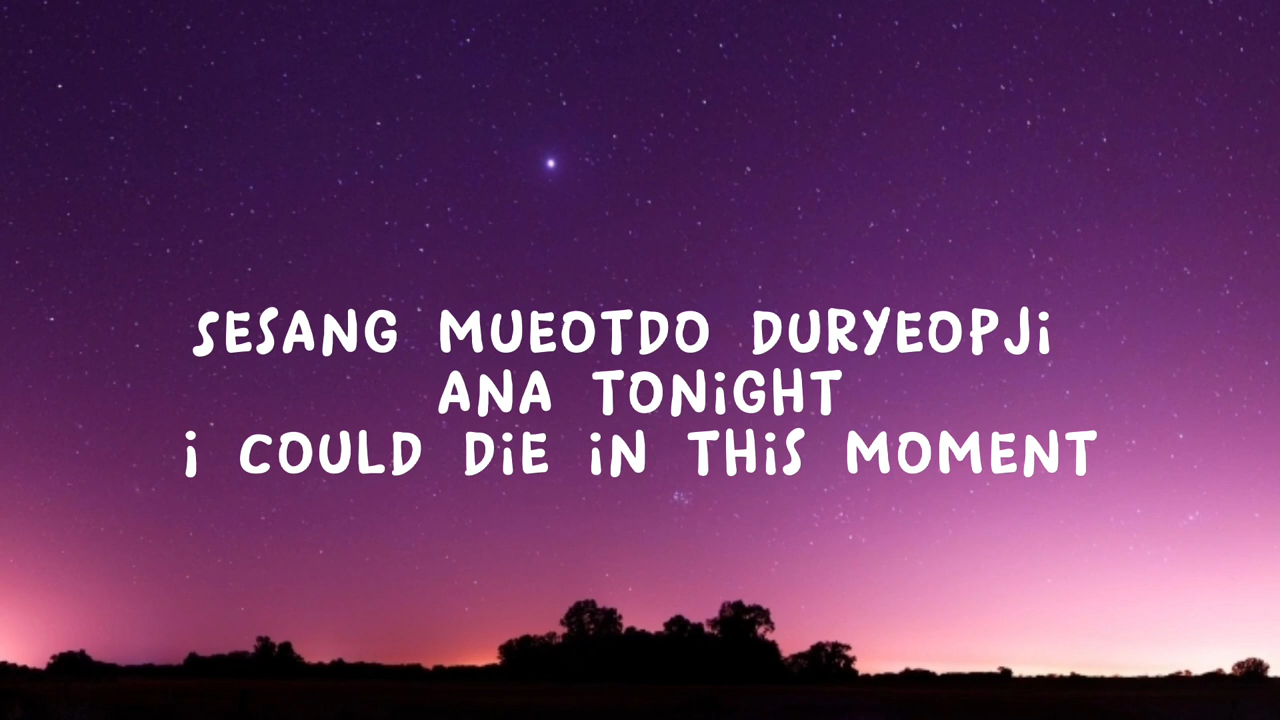 SESANG MUEOTDO DURYEOPJi
ANA TONiGHT
i COULD DiE iN THiS MOMENT